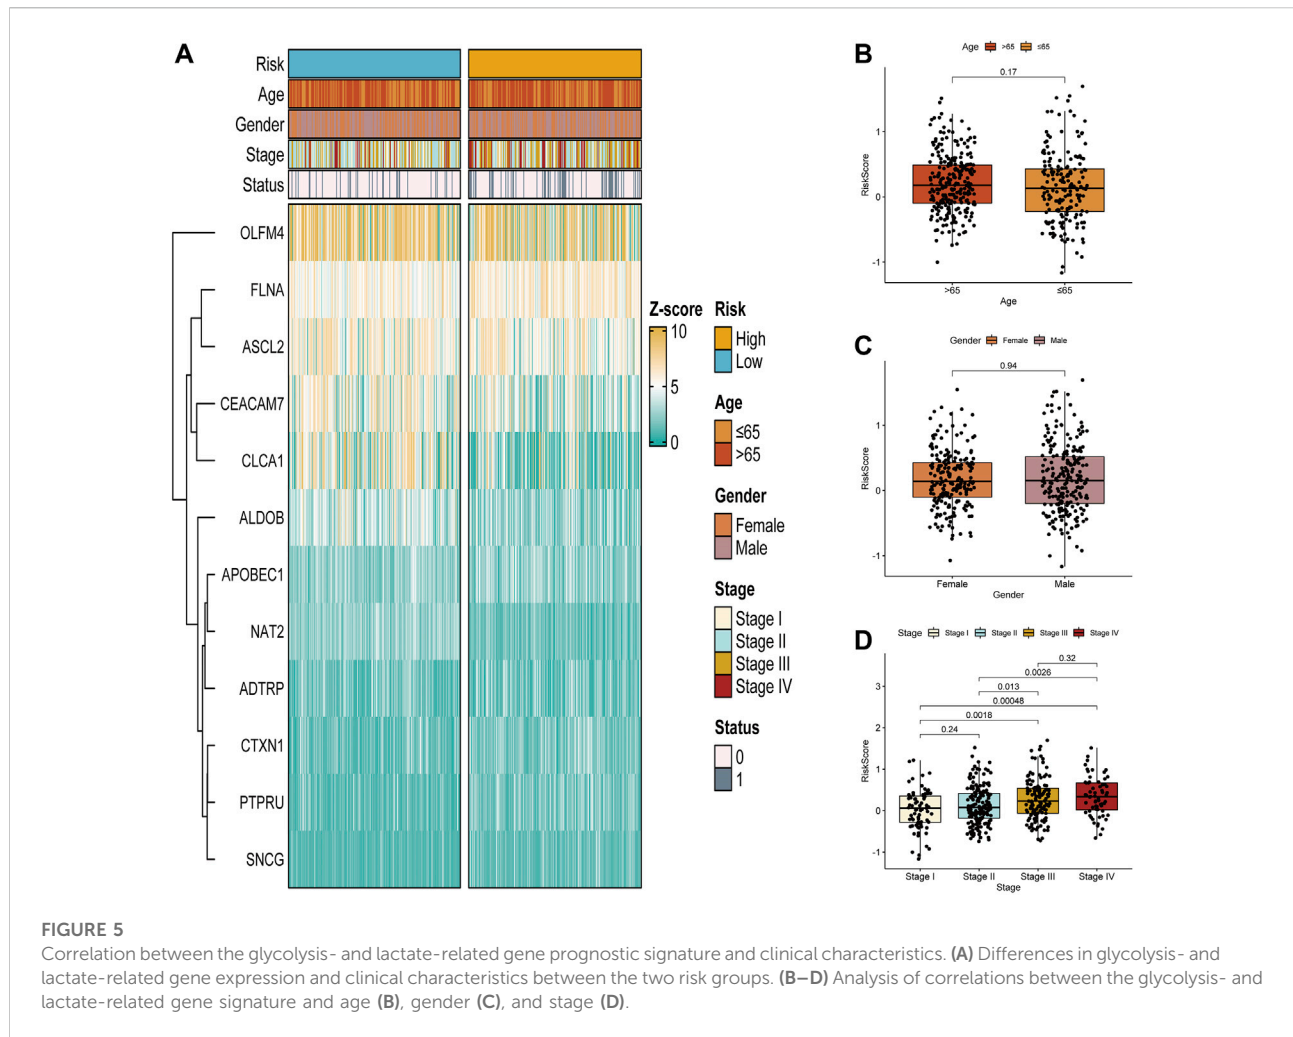 A
Risk
Age
Gender
Stage
Status
OLFM4
FLNA
ASCL2
CEACAM7
CLCA1
ALDOB
APOBEC1
NAT2
ADTRP
CTXN1
PTPRU
SNCG
Z-score
10
5
0
Risk
High
Low
Age
≤65
>65
Gender
Female
Male
Stage
Stage I
Stage II
Stage III
Stage IV
Status
0
1
B
Age >65 ≤65
0.17
RiskScore
1
0
-1
>65 ≤65
Age
C
Gender Female Male
0.94
RiskScore
1
0
-1
Female Male
Gender
D
Stage Stage I Stage II Stage III Stage IV
0.32
0.0026
0.013
0.00048
0.0018
0.24
RiskScore
3
2
1
0
-1
Stage I Stage II Stage III Stage IV
Stage
FIGURE 5
Correlation between the glycolysis- and lactate-related gene prognostic signature and clinical characteristics. (A) Differences in glycolysis- and
lactate-related gene expression and clinical characteristics between the two risk groups. (B–D) Analysis of correlations between the glycolysis- and
lactate-related gene signature and age (B), gender (C), and stage (D).